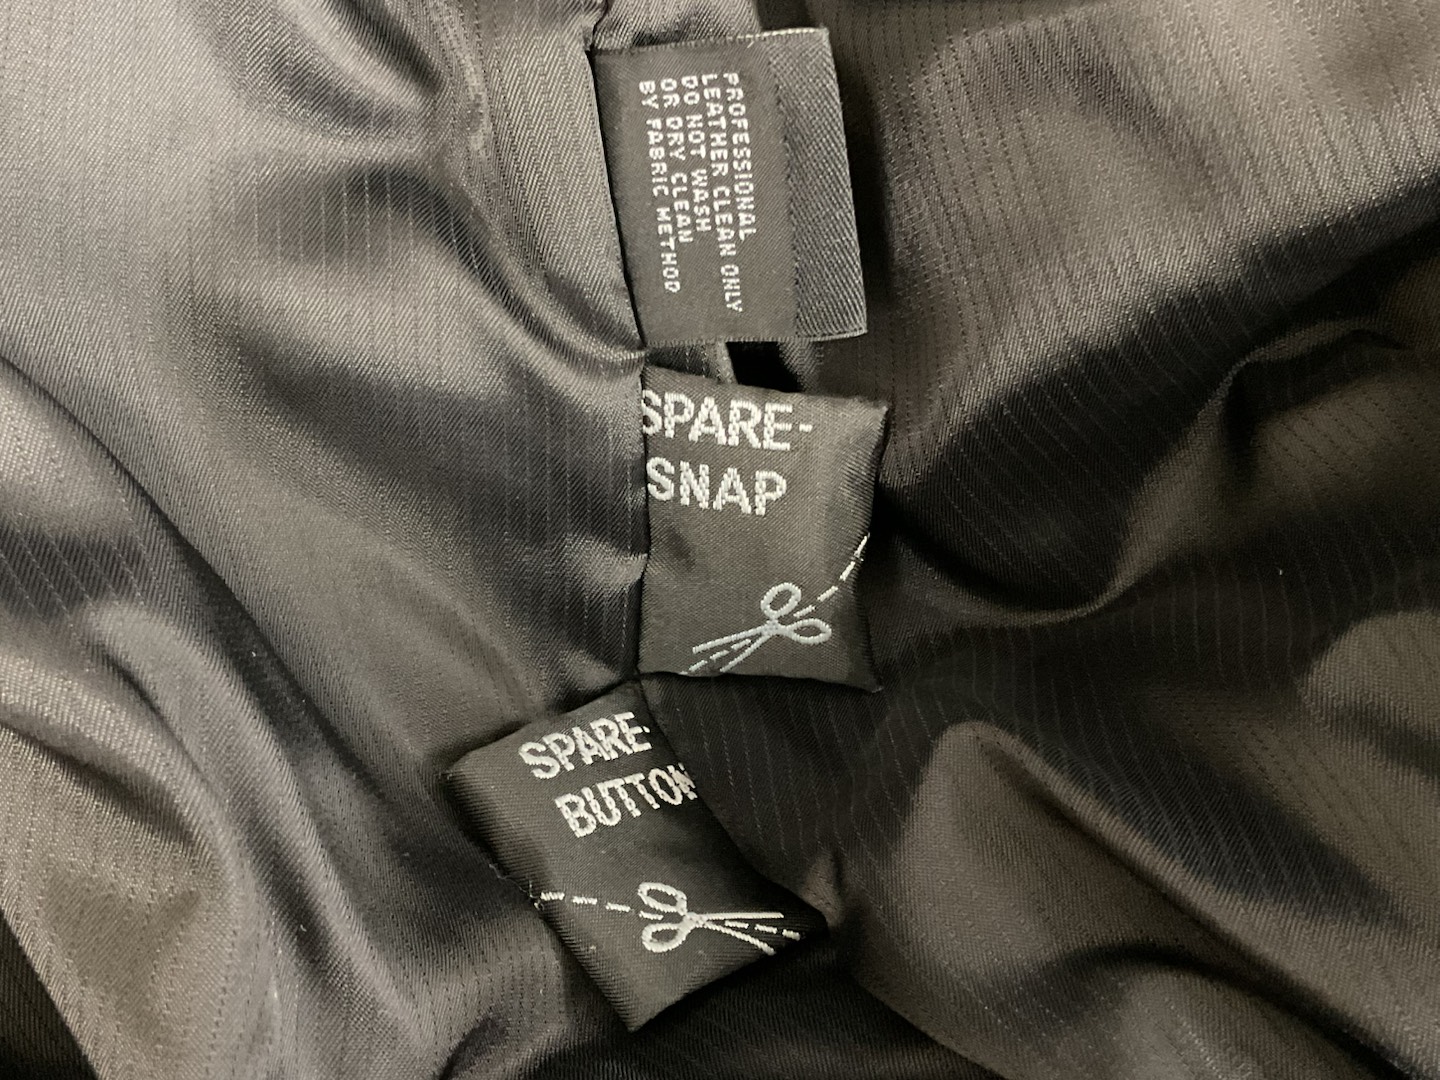 PROFESSIONAL
LEATHER CLEAN ONLY
DO NOT WASH
OR DRY CLEAN
BY FABRIC METHOD
SPARE-
SNAP
SPARE-
BUTTON